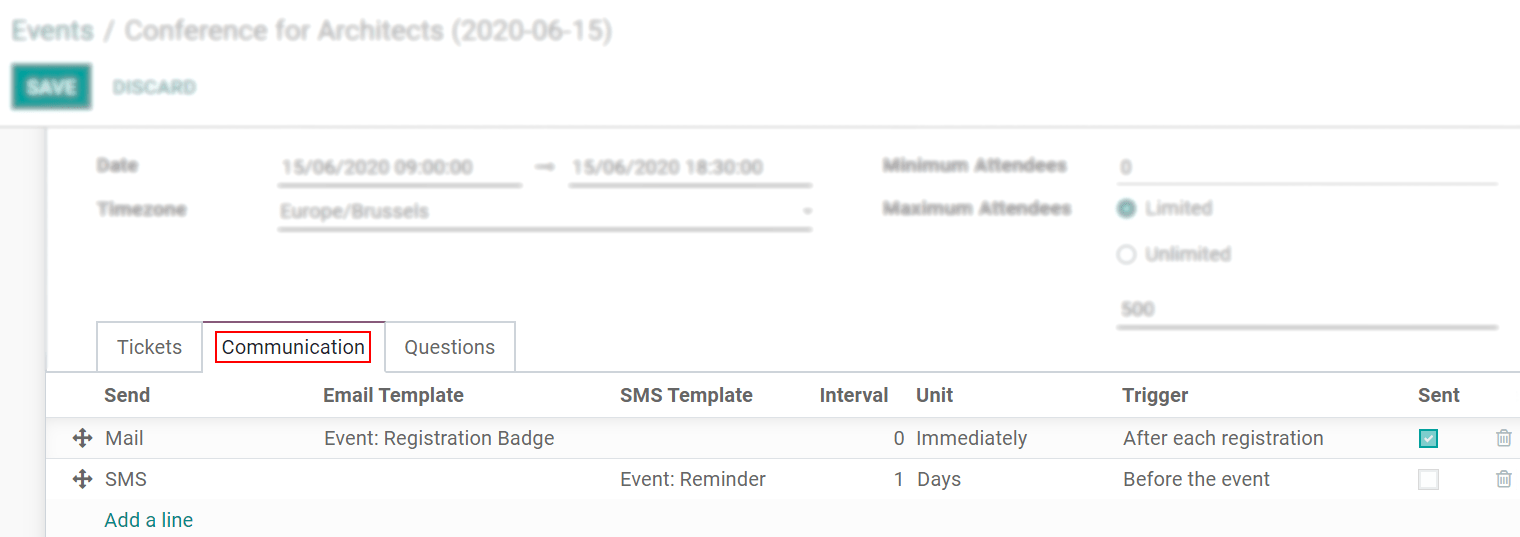 Events / Conference for Architects (2020-06-15)
SAVE DISCARD
Date 15/06/2020 09:00:00 → 15/06/2020 18:30:00 Minimum Attendees 0
Timezone Europe/Brussels Maximum Attendees Limited
Unlimited
500
Tickets Communication Questions
Send Email Template SMS Template Interval Unit Trigger Sent
Mail Event: Registration Badge 0 Immediately After each registration
SMS Event: Reminder 1 Days Before the event
Add a line